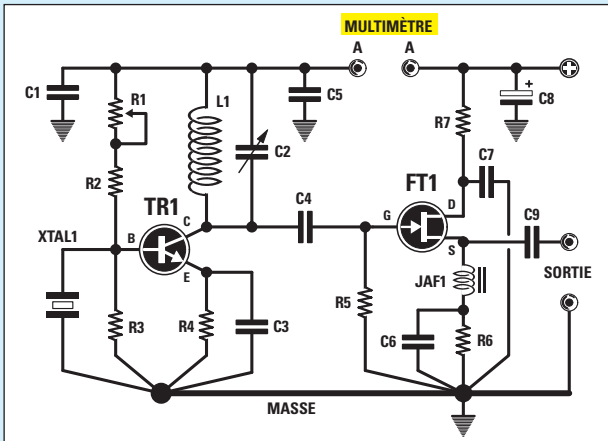 MULTIMÈTRE
A A
+
C1
R1
L1
C5
C8
C2
R7
R2
C7
TR1
C4
FT1
XTAL1
C
B
E
G
D
S
C9
SORTIE
JAF1
R5
R3
R4
C3
C6
R6
MASSE